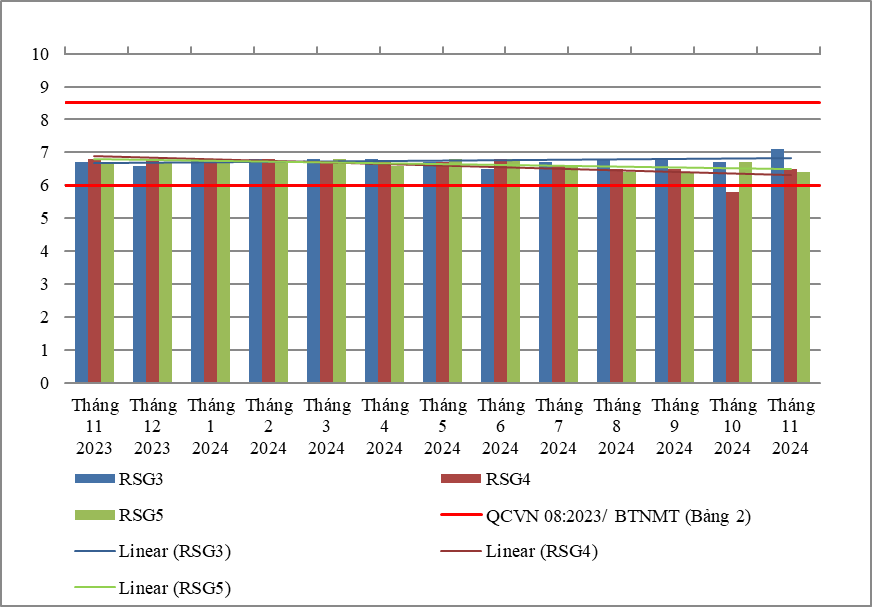 10
9
8
7
6
5
4
3
2
1
0
Tháng Tháng Tháng Tháng Tháng Tháng Tháng Tháng Tháng Tháng Tháng Tháng Tháng
11 12 1 2 3 4 5 6 7 8 9 10 11
2023 2023 2024 2024 2024 2024 2024 2024 2024 2024 2024 2024 2024
RSG3 RSG4
RSG5 QCVN 08:2023/ BTNMT (Bảng 2)
Linear (RSG3) Linear (RSG4)
Linear (RSG5)